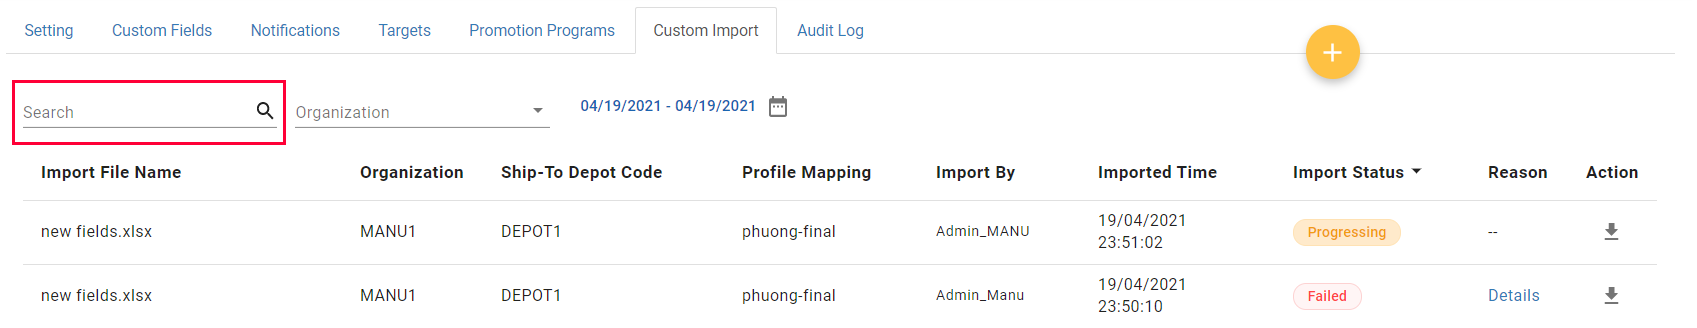 Setting Custom Fields Notifications Targets Promotion Programs Custom Import Audit Log
+
Search Organization 04/19/2021 - 04/19/2021
Import File Name Organization Ship-To Depot Code Profile Mapping Import By Imported Time Import Status Reason Action
new fields.xlsx MANU1 DEPOT1 phuong-final Admin_MANU 19/04/2021 23:51:02 Progressing --
new fields.xlsx MANU1 DEPOT1 phuong-final Admin_Manu 19/04/2021 23:50:10 Failed Details